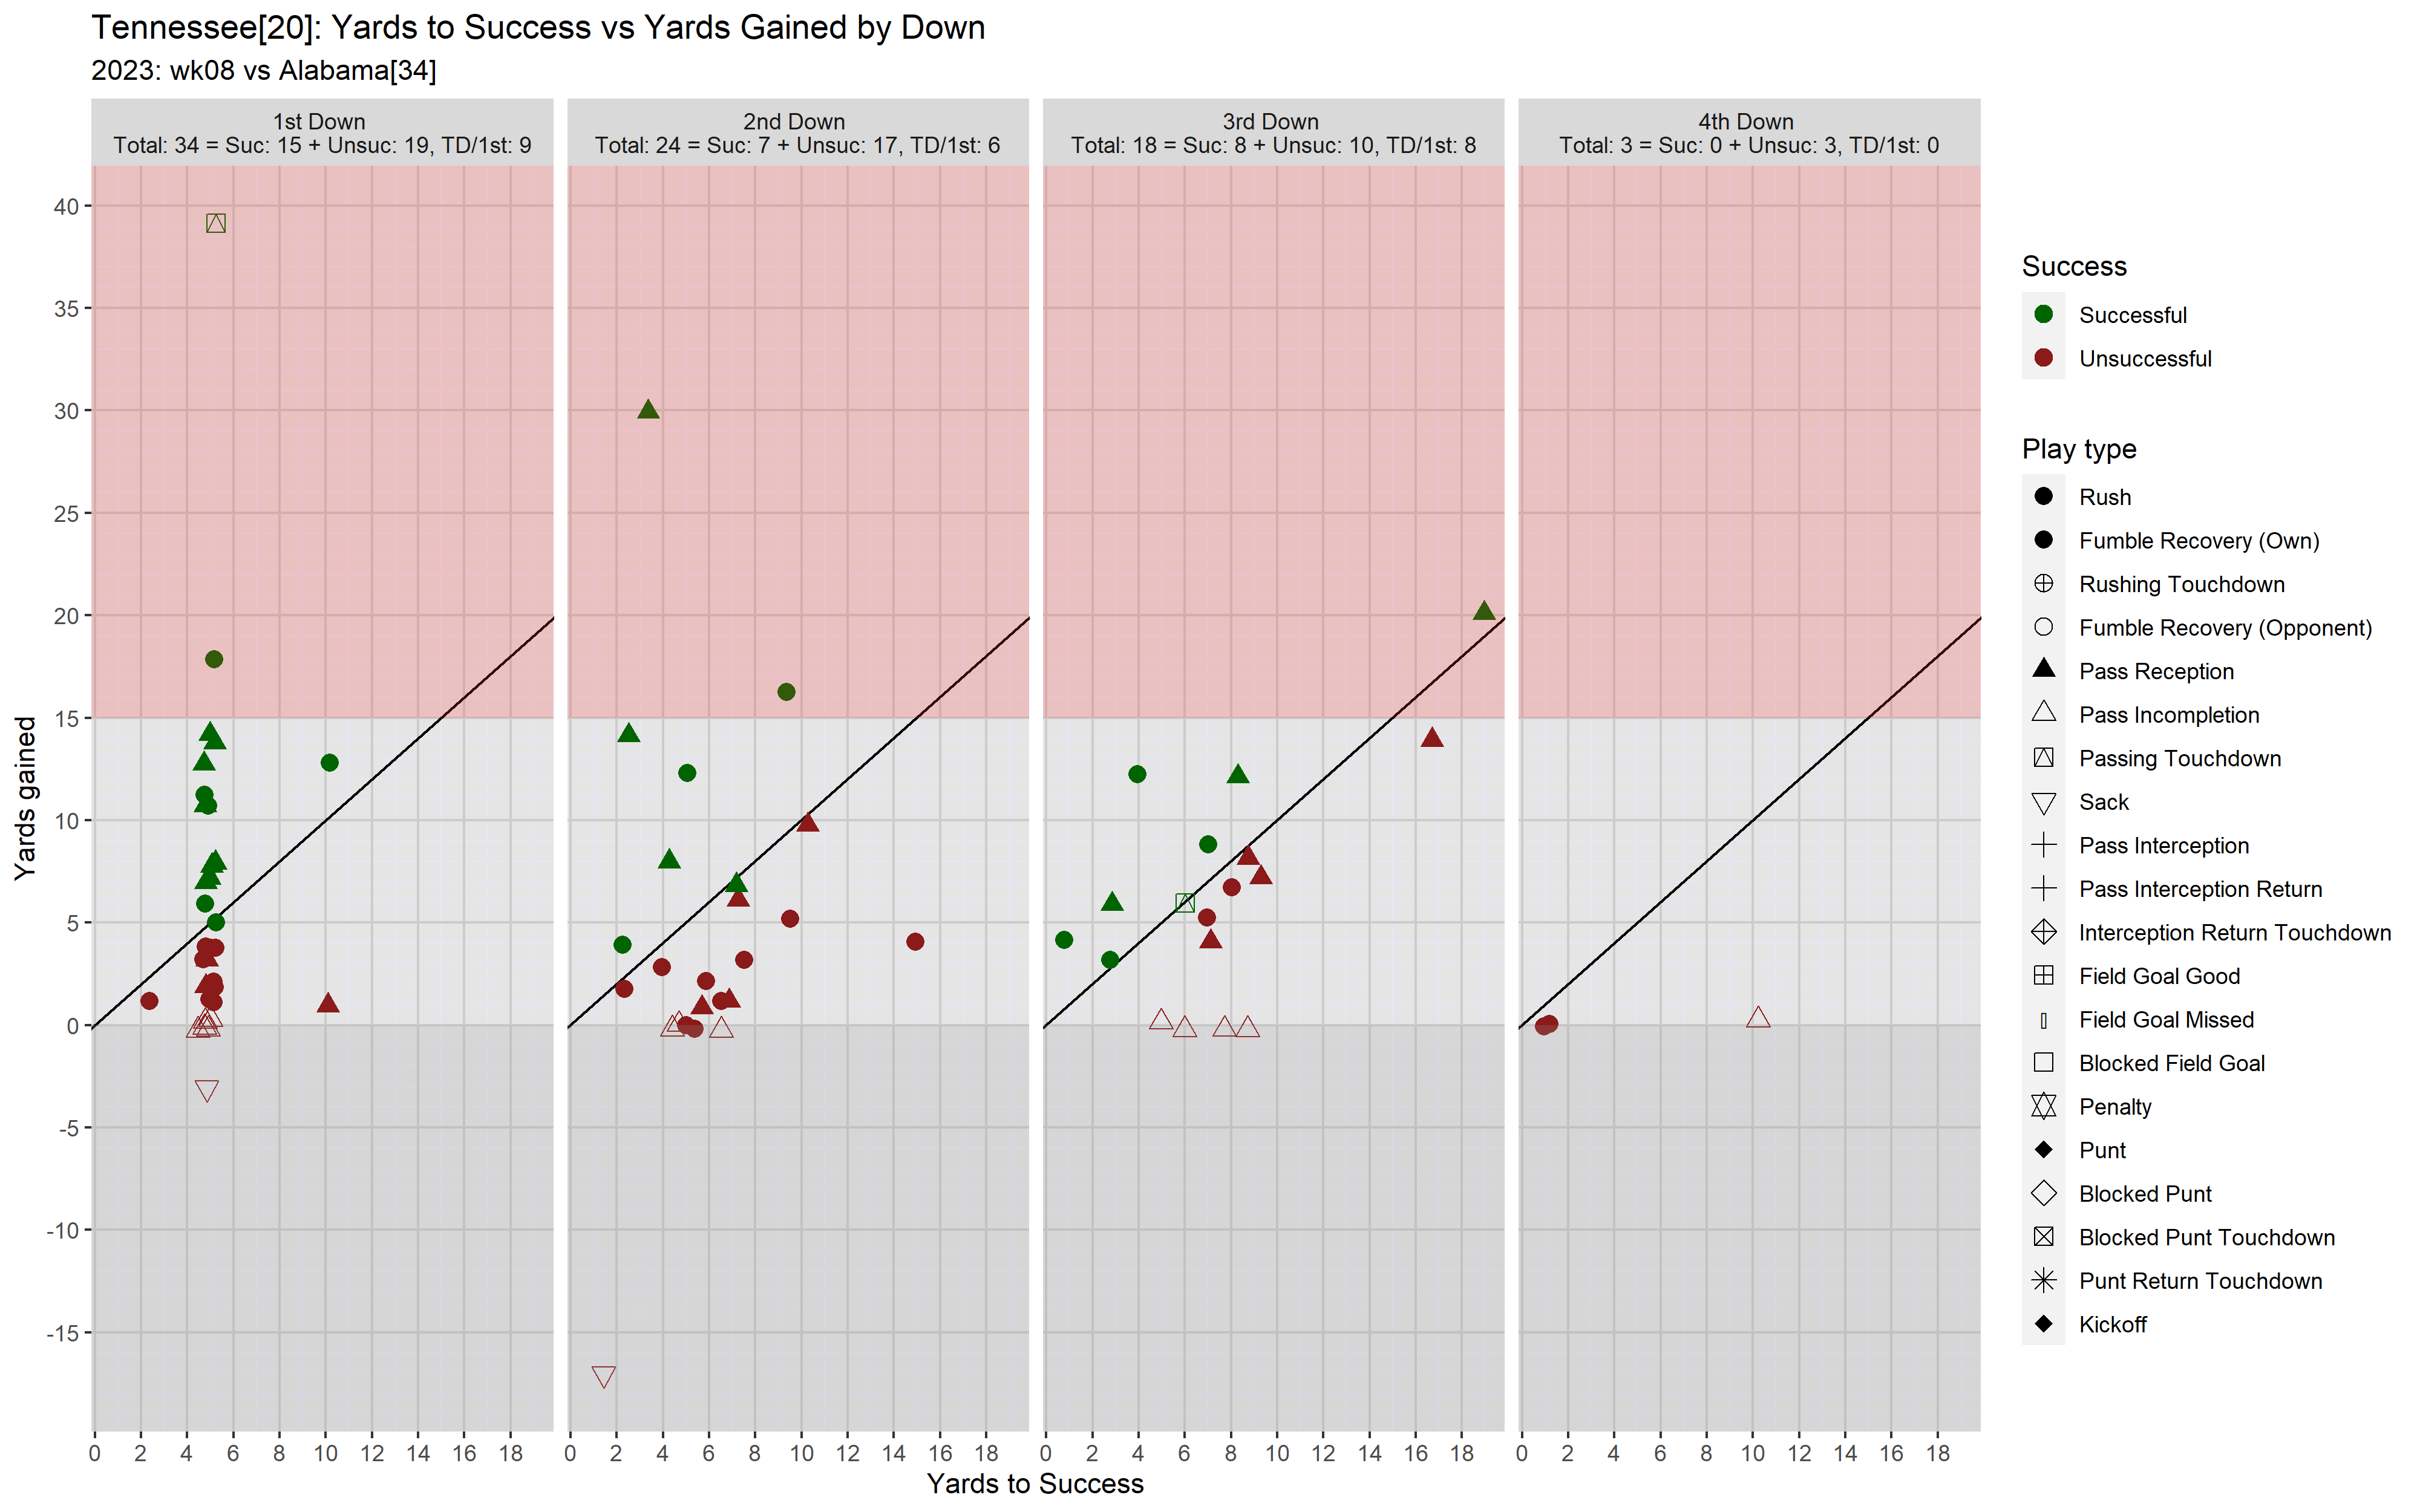 Tennessee[20]: Yards to Success vs Yards Gained by Down
2023: wk08 vs Alabama[34]
1st Down
Total: 34 = Suc: 15 + Unsuc: 19, TD/1st: 9
2nd Down
Total: 24 = Suc: 7 + Unsuc: 17, TD/1st: 6
3rd Down
Total: 18 = Suc: 8 + Unsuc: 10, TD/1st: 8
4th Down
Total: 3 = Suc: 0 + Unsuc: 3, TD/1st: 0
Yards gained
40
35
30
25
20
15
10
5
0
-5
-10
-15
0 2 4 6 8 10 12 14 16 18
0 2 4 6 8 10 12 14 16 18
0 2 4 6 8 10 12 14 16 18
0 2 4 6 8 10 12 14 16 18
Yards to Success
Success
Successful
Unsuccessful
Play type
Rush
Fumble Recovery (Own)
Rushing Touchdown
Fumble Recovery (Opponent)
Pass Reception
Pass Incompletion
Passing Touchdown
Sack
Pass Interception
Pass Interception Return
Interception Return Touchdown
Field Goal Good
Field Goal Missed
Blocked Field Goal
Penalty
Punt
Blocked Punt
Blocked Punt Touchdown
Punt Return Touchdown
Kickoff